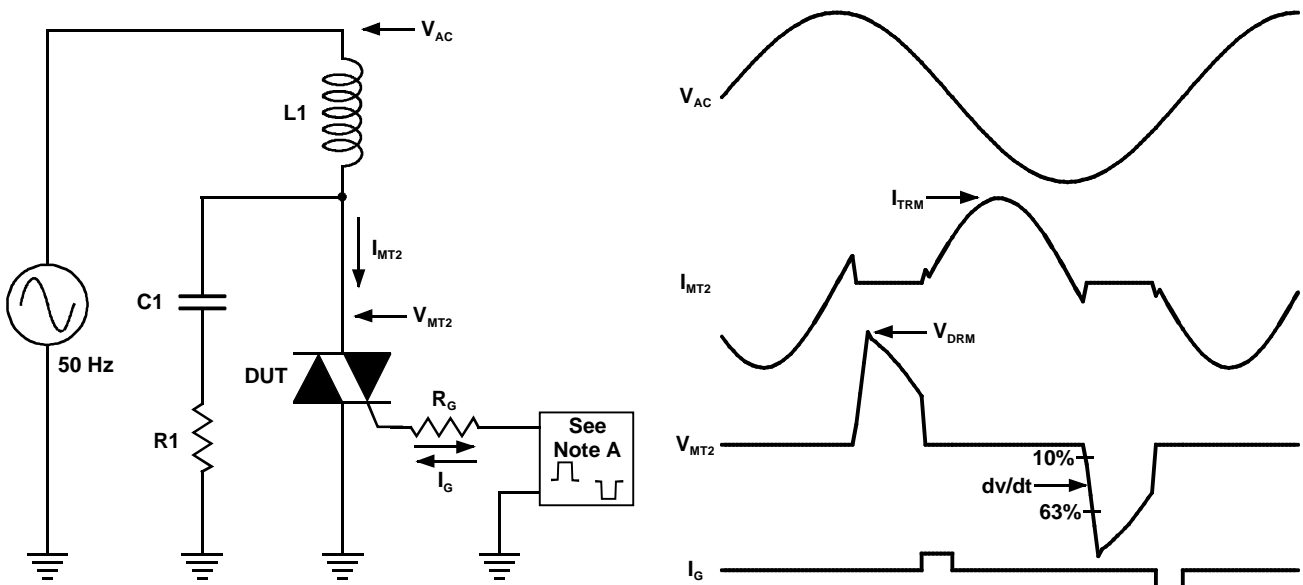 V_AC
L1
I_MT2
C1
V_MT2
50 Hz
DUT
R1
R_G
I_G
See
Note A
V_AC
I_TRM
I_MT2
V_DRM
V_MT2
10%
dv/dt
63%
I_G